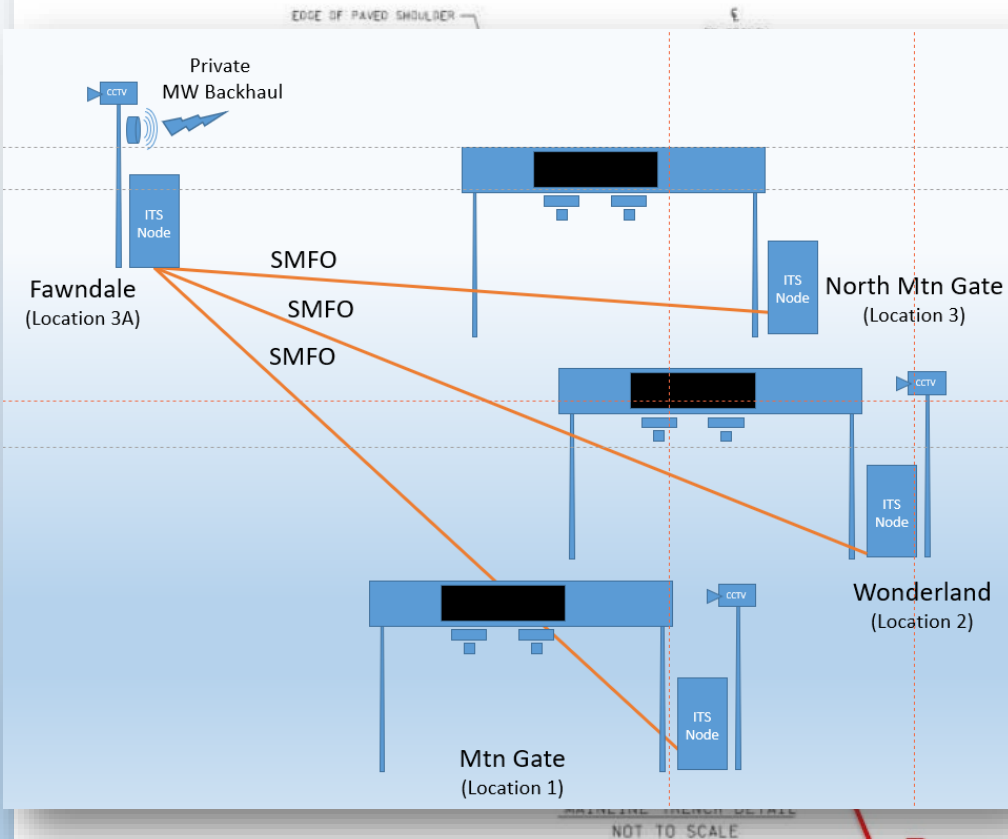 EDGE OF PAVED SHOULDER
Private
MW Backhaul
CCTV
ITS
Node
SMFO
SMFO
SMFO
Fawndale
(Location 3A)
ITS
Node
North Mtn Gate
(Location 3)
CCTV
ITS
Node
Wonderland
(Location 2)
CCTV
ITS
Node
Mtn Gate
(Location 1)
MAINLINE TRENCH DETAIL
NOT TO SCALE